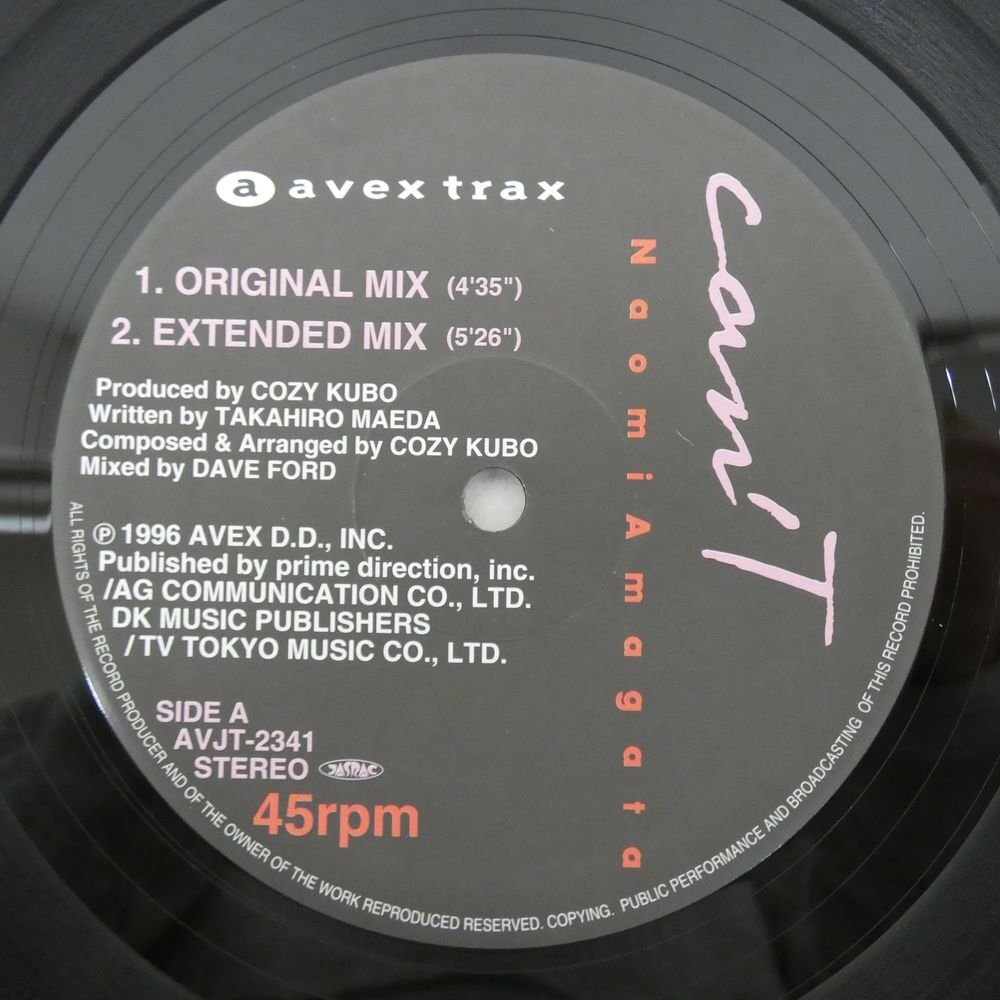 a avex trax
1. ORIGINAL MIX (4'35")
2. EXTENDED MIX (5'26")
Produced by COZY KUBO
Written by TAKAHIRO MAEDA
Composed & Arranged by COZY KUBO
Mixed by DAVE FORD
℗ 1996 AVEX D.D., INC.
Published by prime direction, inc.
/AG COMMUNICATION CO., LTD.
DK MUSIC PUBLISHERS
/TV TOKYO MUSIC CO., LTD.
SIDE A
AVJT-2341
STEREO JASRAC
45rpm
can'T
Naomi Amagata
ALL RIGHTS OF THE RECORD PRODUCER AND OF THE OWNER OF THE WORK REPRODUCED RESERVED. COPYING. PUBLIC PERFORMANCE AND BROADCASTING OF THIS RECORD PROHIBITED.